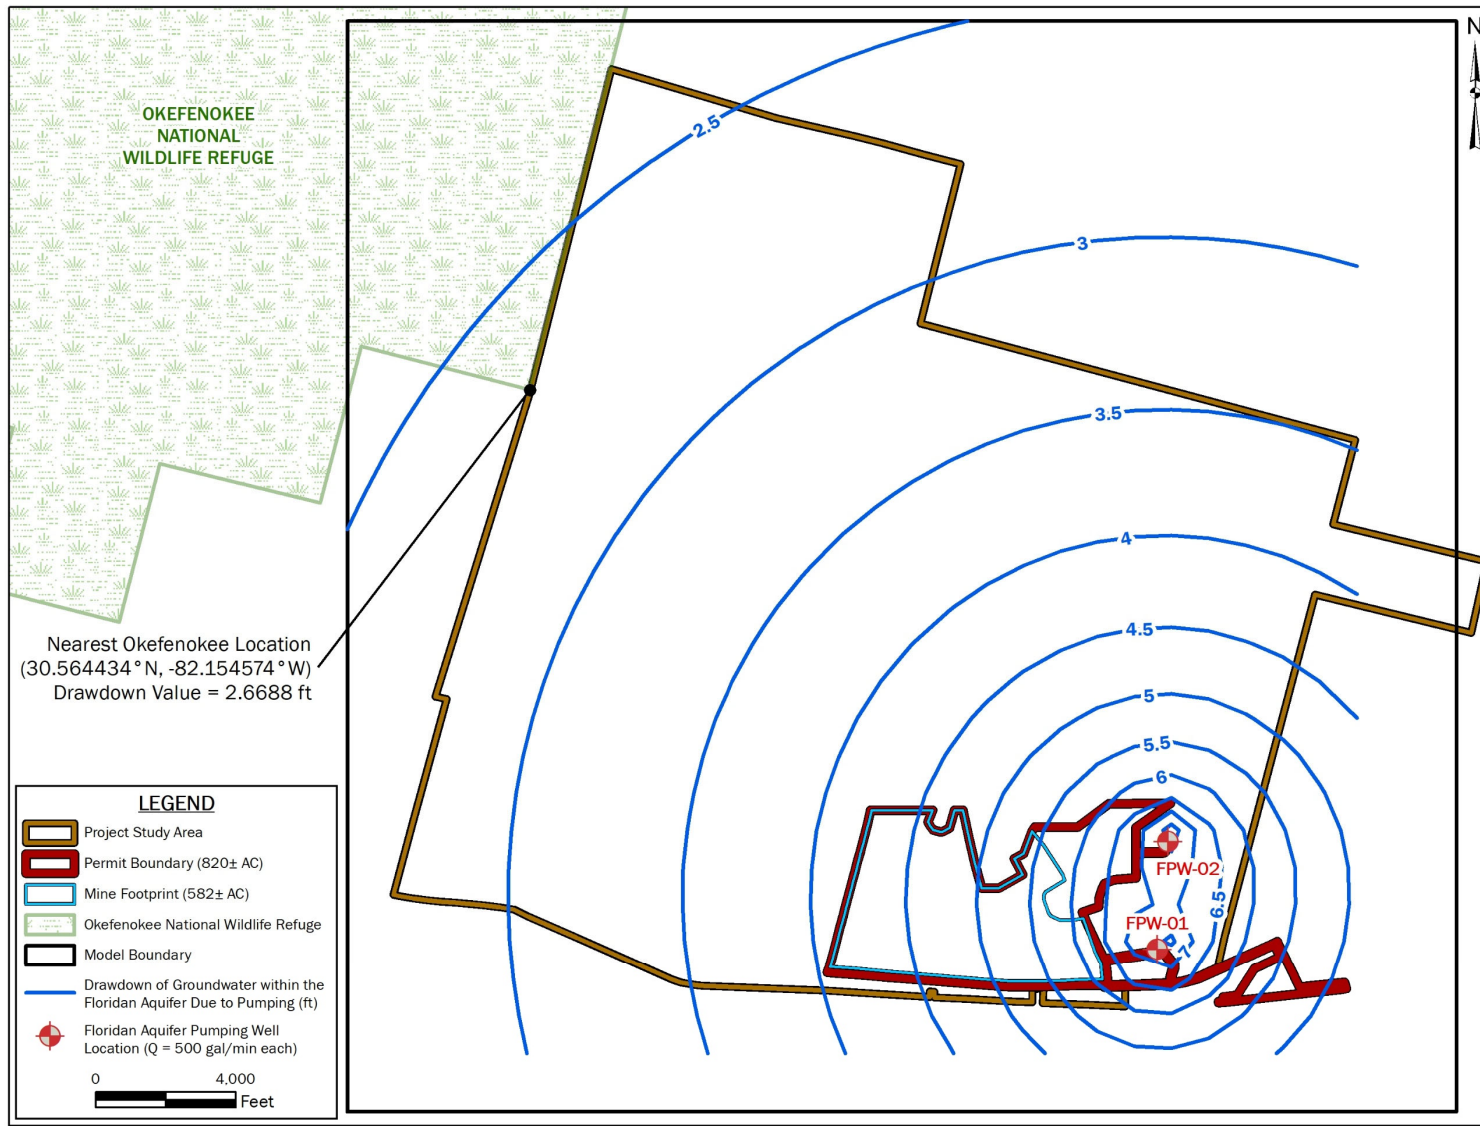 N
OKEFENOKEE
NATIONAL
WILDLIFE REFUGE
2.5
3
3.5
4
4.5
5
5.5
6
6.5
7
FPW-02
FPW-01
Nearest Okefenokee Location
(30.564434°N, -82.154574°W)
Drawdown Value = 2.6688 ft
LEGEND
Project Study Area
Permit Boundary (820± AC)
Mine Footprint (582± AC)
Okefenokee National Wildlife Refuge
Model Boundary
Drawdown of Groundwater within the
Floridan Aquifer Due to Pumping (ft)
Floridan Aquifer Pumping Well
Location (Q = 500 gal/min each)
0 4,000
Feet